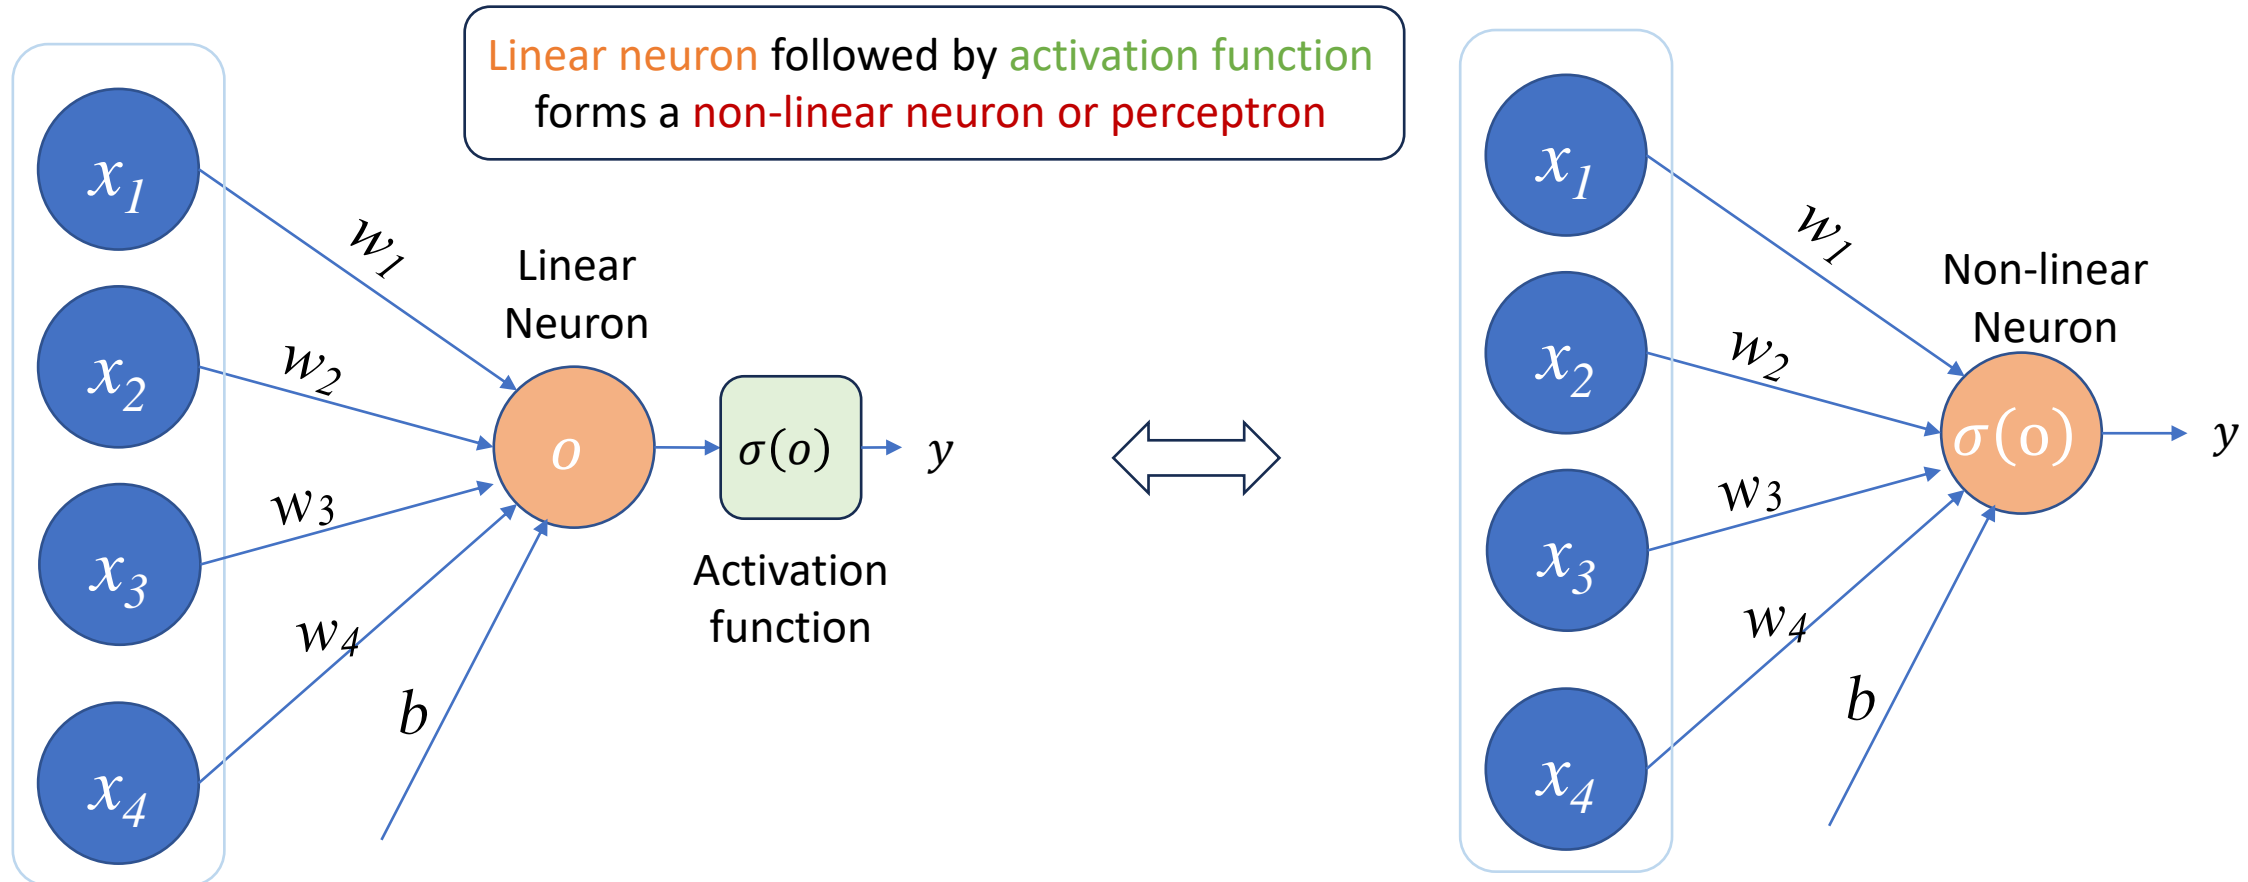 Linear neuron followed by activation function
forms a non-linear neuron or perceptron
x1
x2
x3
x4
w1
w2
w3
w4
b
Linear
Neuron
o
σ(o)
Activation
function
y
x1
x2
x3
x4
w1
w2
w3
w4
b
Non-linear
Neuron
σ(o)
y